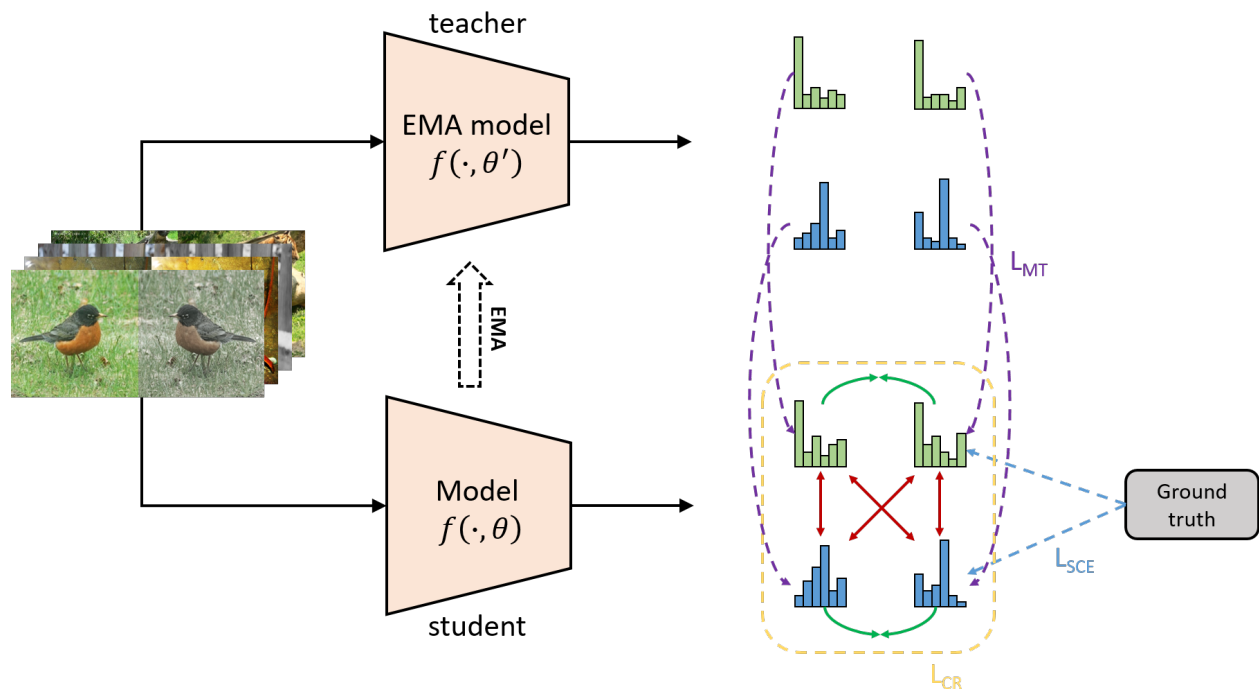 teacher
EMA model
f(·, θ′)
EMA
L_MT
Model
f(·, θ)
student
Ground
truth
L_SCE
L_CR